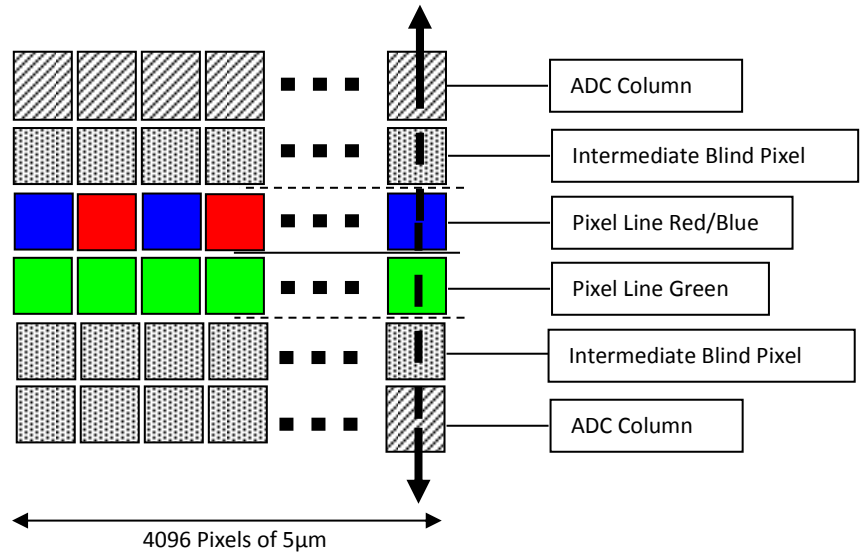 ADC Column
Intermediate Blind Pixel
Pixel Line Red/Blue
Pixel Line Green
Intermediate Blind Pixel
ADC Column
4096 Pixels of 5µm